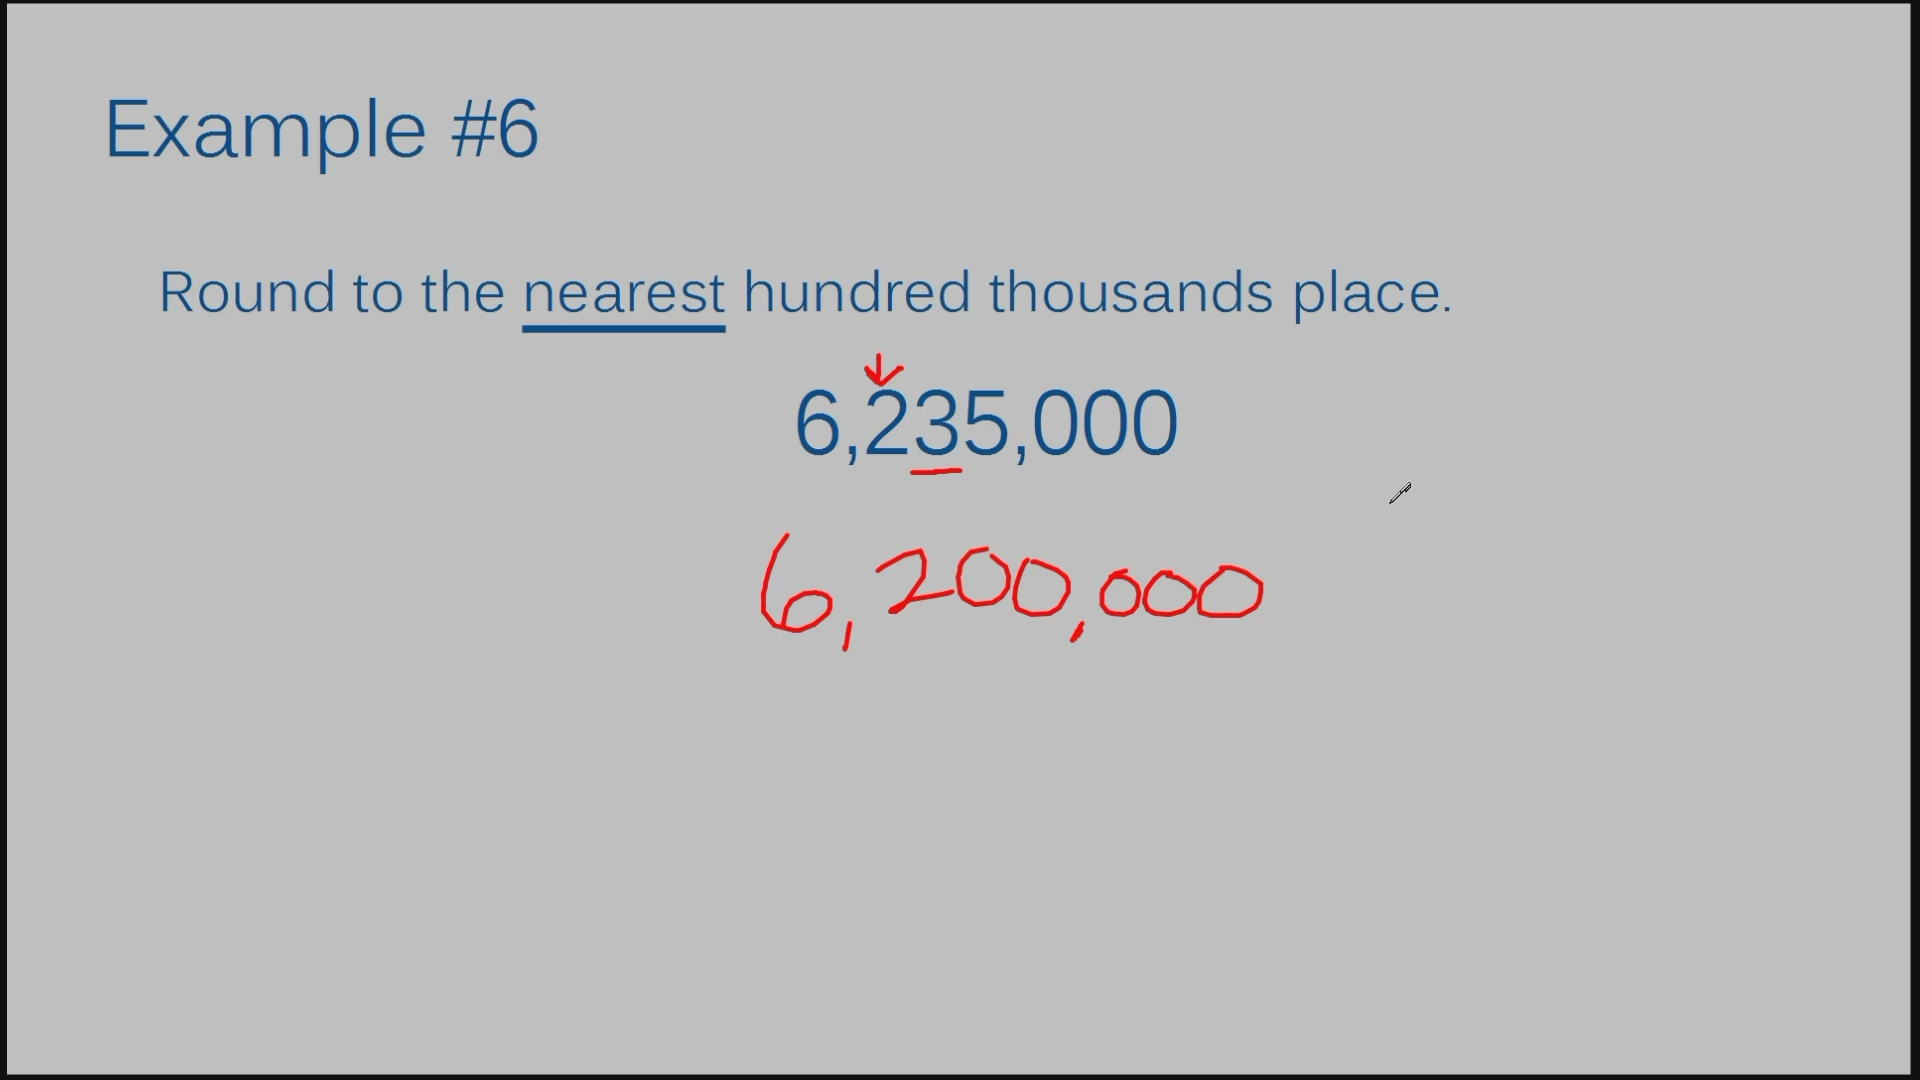 Example #6
Round to the nearest hundred thousands place.
6,235,000
6,200,000